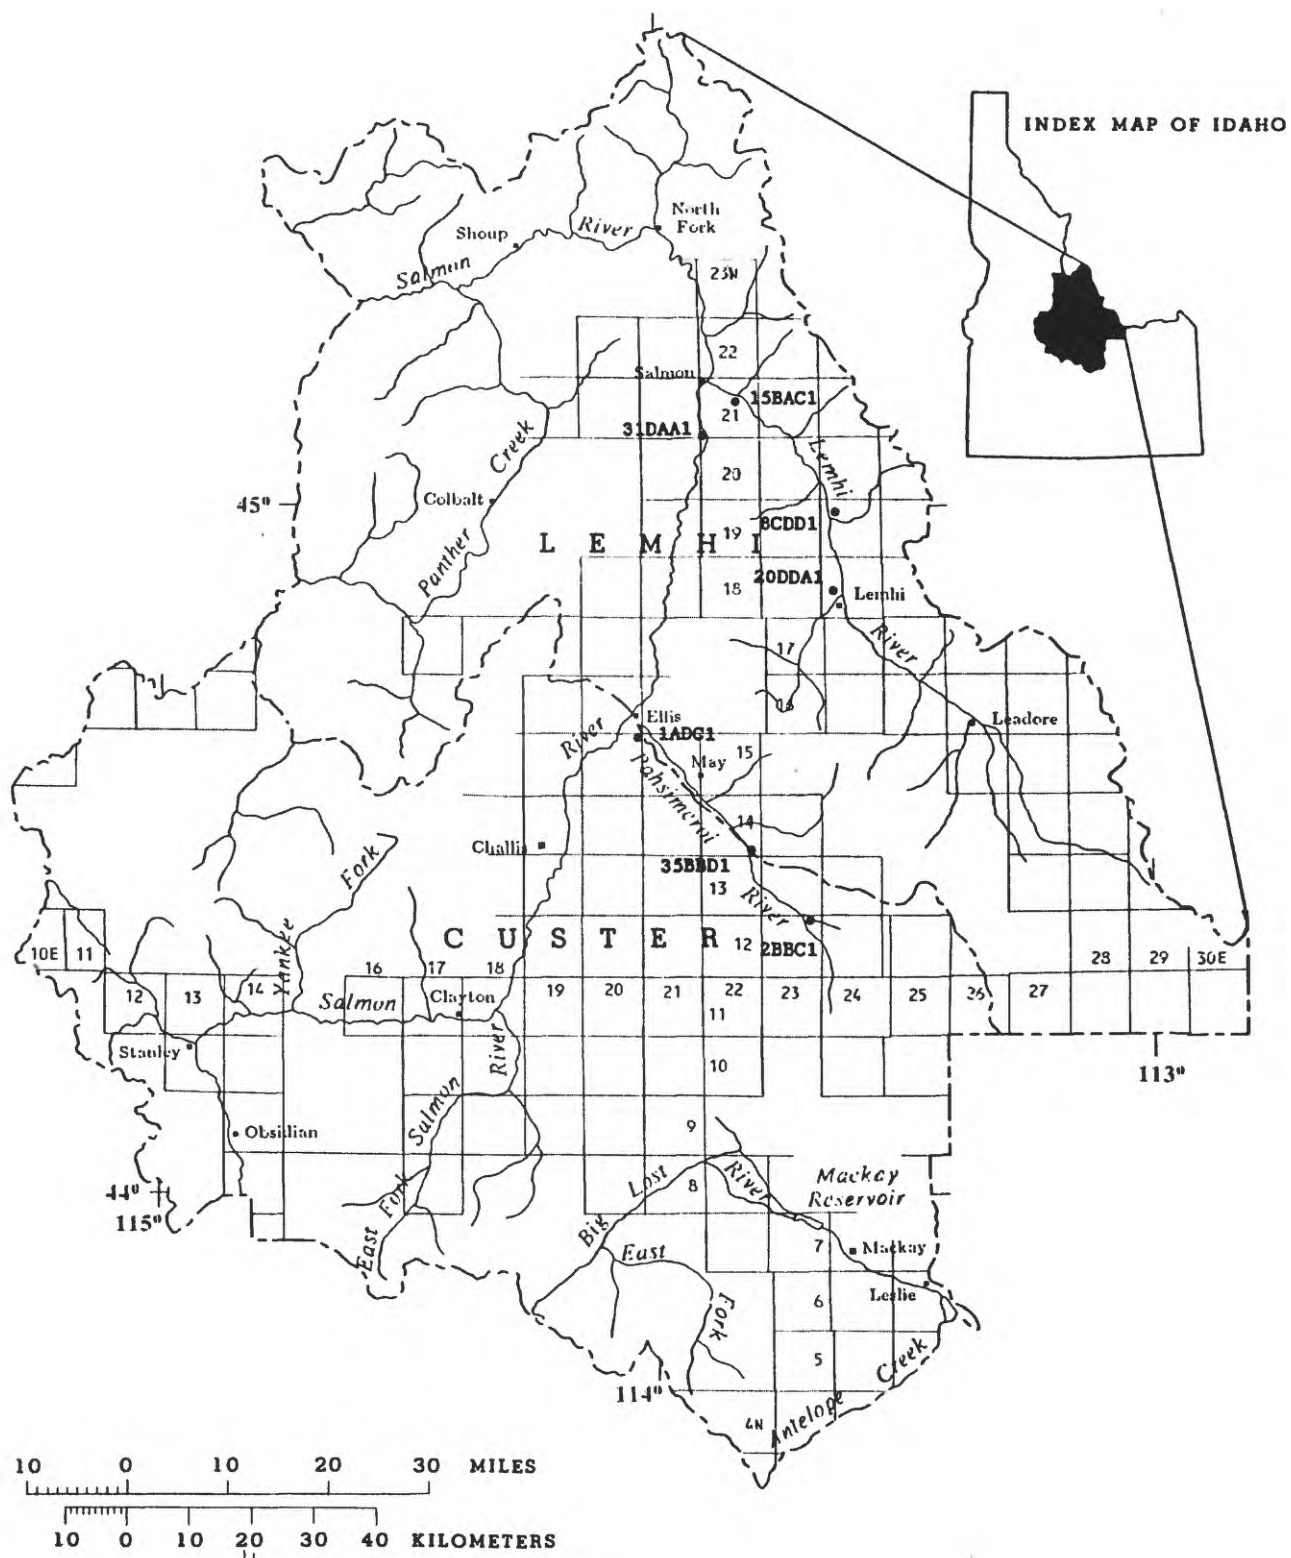 INDEX MAP OF IDAHO
North
Fork
River
Shoup
Salmon
23N
22
Salmon
15BAC1
21
31DAA1
Creek
Lemhi
20
45°
Colbalt
8CDD1
19
LEMHI
Panther
20DDA1
18
Lemhi
17
River
16
Ellis
Leadore
1ADC1
River
15
May
Pahsimeroi
14
Challis
35BBD1
Fork
13
River
CUSTER
12
2BBC1
Yankee
10E
11
28
29
30E
16
17
18
12
13
14
Salmon
Clayton
19
20
21
22
23
24
25
26
27
11
Stanley
River
10
113°
Salmon
Obsidian
9
Mackay
Reservoir
Lost
River
8
44°
115°
Fork
Big
East
East
7
Mackay
Leslie
6
Fork
5
Creek
114°
4N
Antelope
10 0 10 20 30 MILES
10 0 10 20 30 40 KILOMETERS